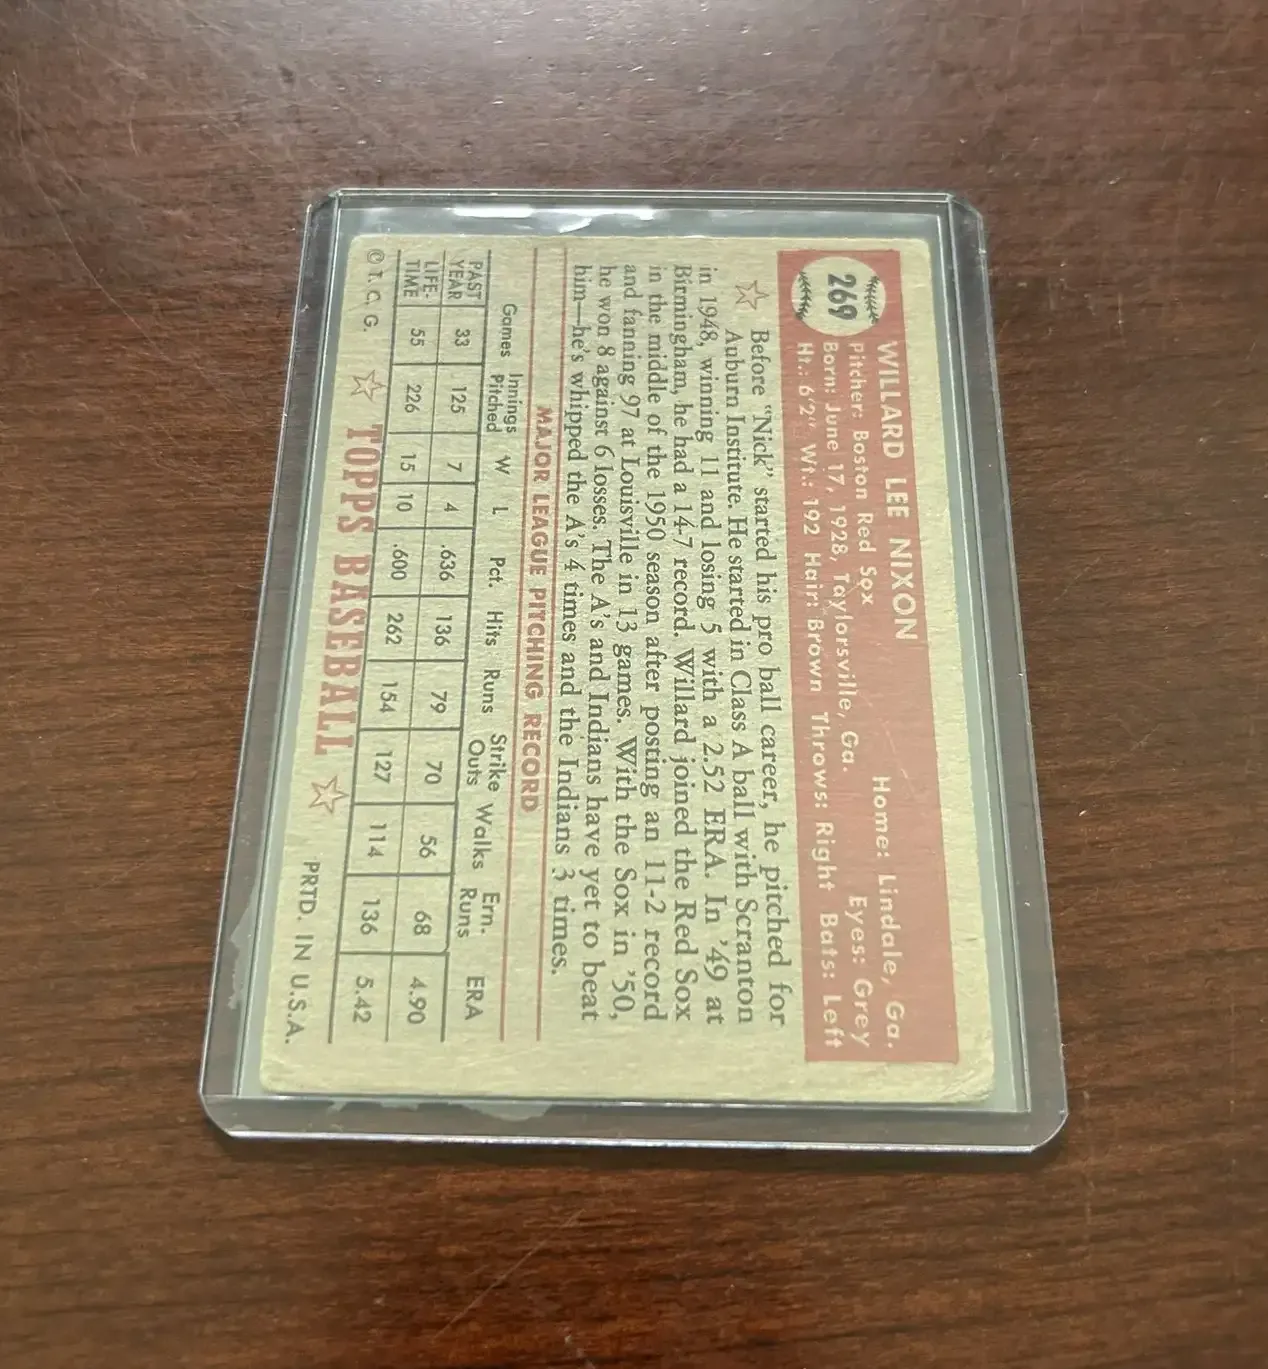 269
WILLARD LEE NIXON Home: Lindale, Ga.
Pitcher: Boston Red Sox Eyes: Grey
Born: June 17, 1928, Taylorsville, Ga.
Ht.: 6'2" Wt.: 192 Hair: Brown Throws: Right Bats: Left
Before "Nick" started his pro ball career, he pitched for
Auburn Institute. He started in Class A ball with Scranton
in 1948, winning 11 and losing 5 with a 2.52 ERA. In '49 at
Birmingham, he had a 14-7 record. Willard joined the Red Sox
in the middle of the 1950 season after posting an 11-2 record
and fanning 97 at Louisville in 13 games. With the Sox in '50,
he won 8 against 6 losses. The A's and Indians have yet to beat
him—he's whipped the A's 4 times and the Indians 3 times.
MAJOR LEAGUE PITCHING RECORD
Games Innings Pitched W L Pct. Hits Runs Strike Outs Walks Ern. Runs ERA
PAST YEAR 33 125 7 4 .636 136 79 70 56 68 4.90
LIFE-TIME 55 226 15 10 .600 262 154 127 114 136 5.42
© T. C. G. TOPPS BASEBALL PRTD. IN U.S.A.